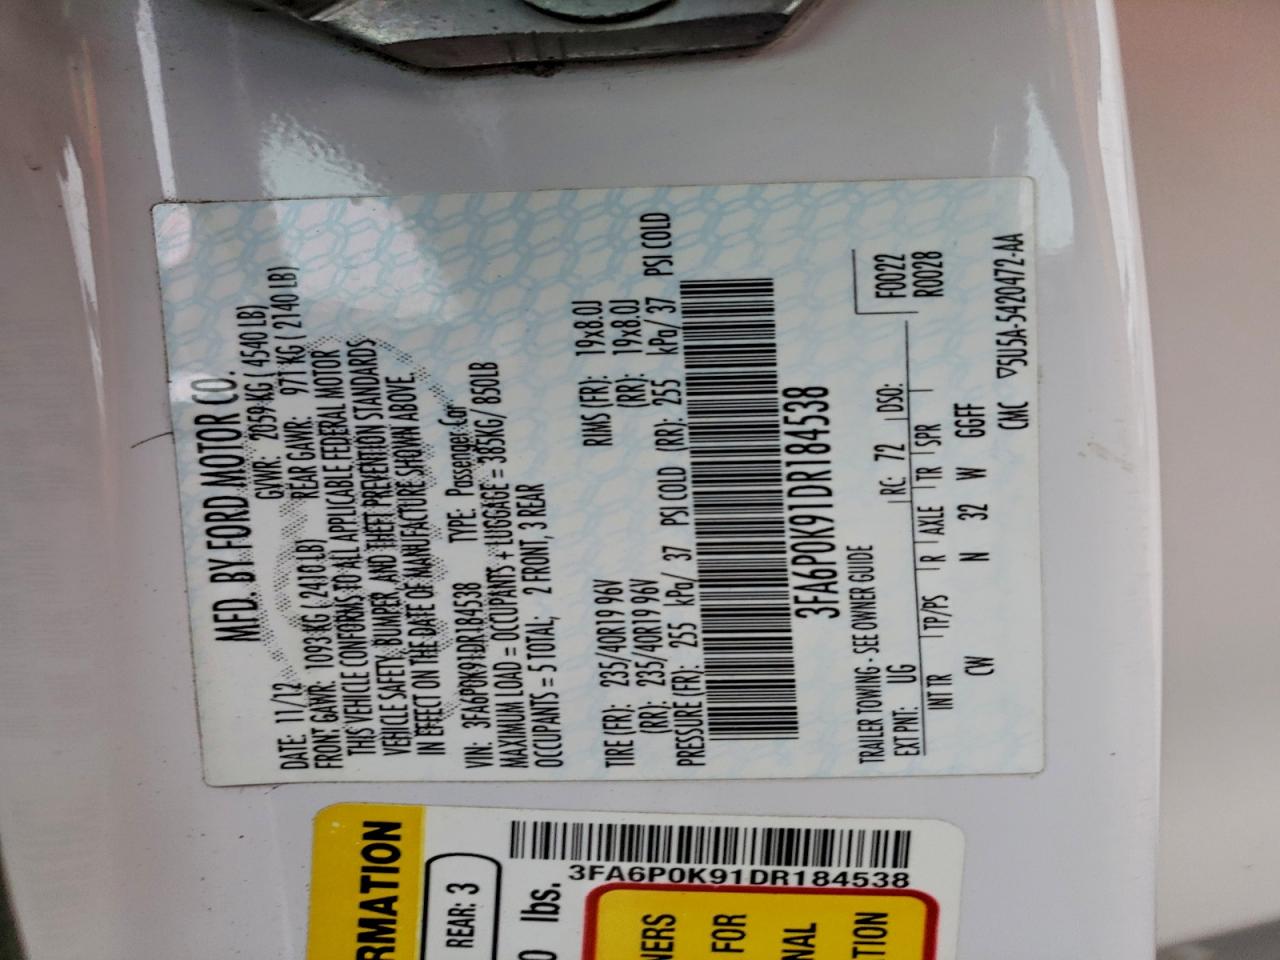 MFD. BY FORD MOTOR CO.
DATE: 11/12 GVWR: 2059 KG ( 4540 LB)
FRONT GAWR: 1093 KG ( 2410 LB) REAR GAWR: 971 KG ( 2140 LB)
THIS VEHICLE CONFORMS TO ALL APPLICABLE FEDERAL MOTOR
VEHICLE SAFETY, BUMPER, AND THEFT PREVENTION STANDARDS
IN EFFECT ON THE DATE OF MANUFACTURE SHOWN ABOVE.
VIN: 3FA6P0K91DR184538 TYPE: Passenger Car
MAXIMUM LOAD = OCCUPANTS + LUGGAGE = 385KG/ 850LB
OCCUPANTS = 5 TOTAL; 2 FRONT, 3 REAR
TIRE (FR): 235/40R19 96V RIMS (FR): 19x8.0J
(RR): 235/40R19 96V (RR): 19x8.0J
PRESSURE (FR): 255 kPa/ 37 PSI COLD (RR): 255 kPa/ 37 PSI COLD
3FA6P0K91DR184538
TRAILER TOWING - SEE OWNER GUIDE
F0022
EXT PNT: UG RC: 72 DSO: R0028
INT TR TP/PS R AXLE TR SPR
CW N 32 W GGFF
CMC ▽5U5A-5420472-AA
RMATION
REAR: 3
0 lbs.
3FA6P0K91DR184538
NERS
FOR
NAL
TION